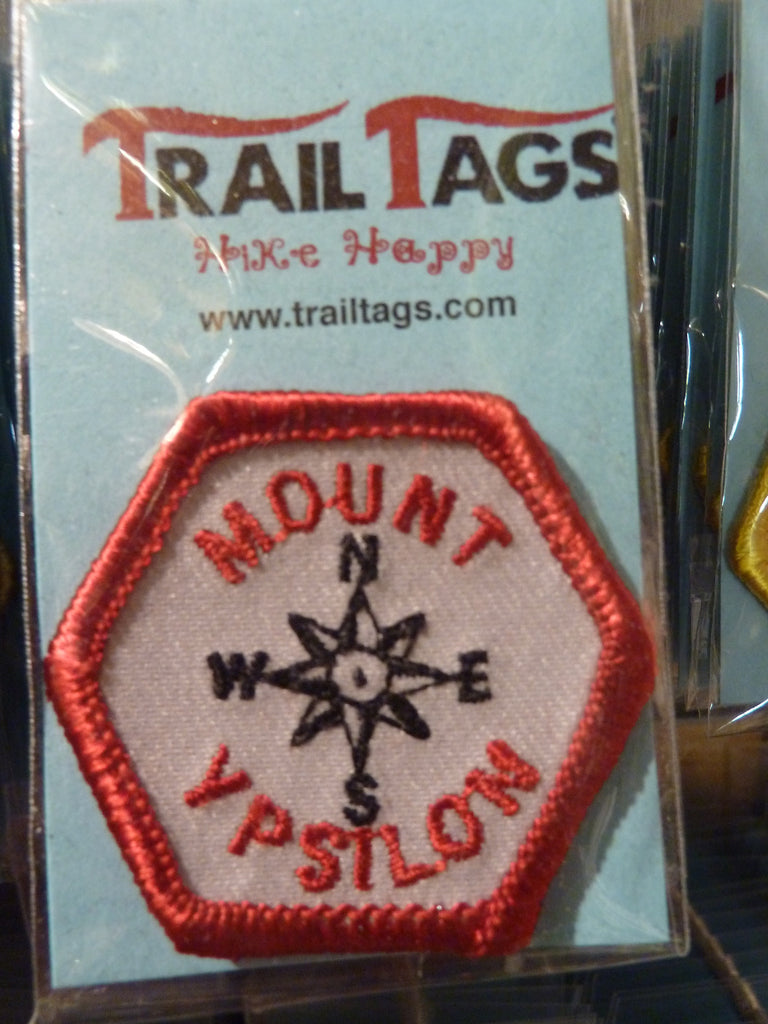 TRAIL TAGS
Hike Happy
www.trailtags.com
MOUNT
N
W E
S
YPSILON